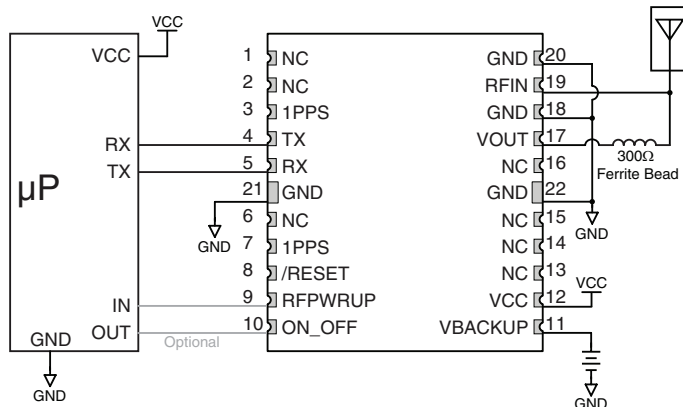 VCC
VCC
RX
TX
µP
IN
OUT
GND
GND
Optional
1 NC
2 NC
3 1PPS
4 TX
5 RX
21 GND
GND
6 NC
7 1PPS
8 /RESET
9 RFPWRUP
10 ON_OFF
GND 20
RFIN 19
GND 18
VOUT 17
300Ω
Ferrite Bead
NC 16
GND 22
GND
NC 15
NC 14
NC 13
VCC
VCC 12
VBACKUP 11
GND